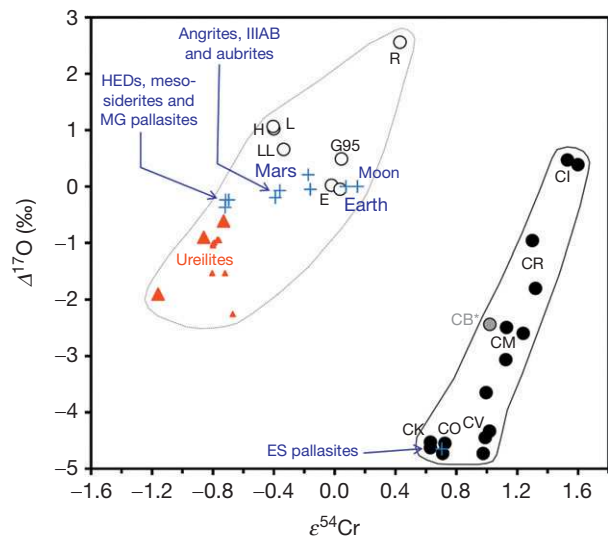 3
2
1
0
−1
−2
−3
−4
−5
Δ17O (‰)
−1.6
−1.2
−0.8
−0.4
0
0.4
0.8
1.2
1.6
ε54Cr
Angrites, IIIAB
and aubrites
HEDs, meso-
siderites and
MG pallasites
R
H
L
LL
G95
Mars
Moon
E
Earth
Ureilites
CI
CR
CB*
CM
CV
CK
CO
ES pallasites